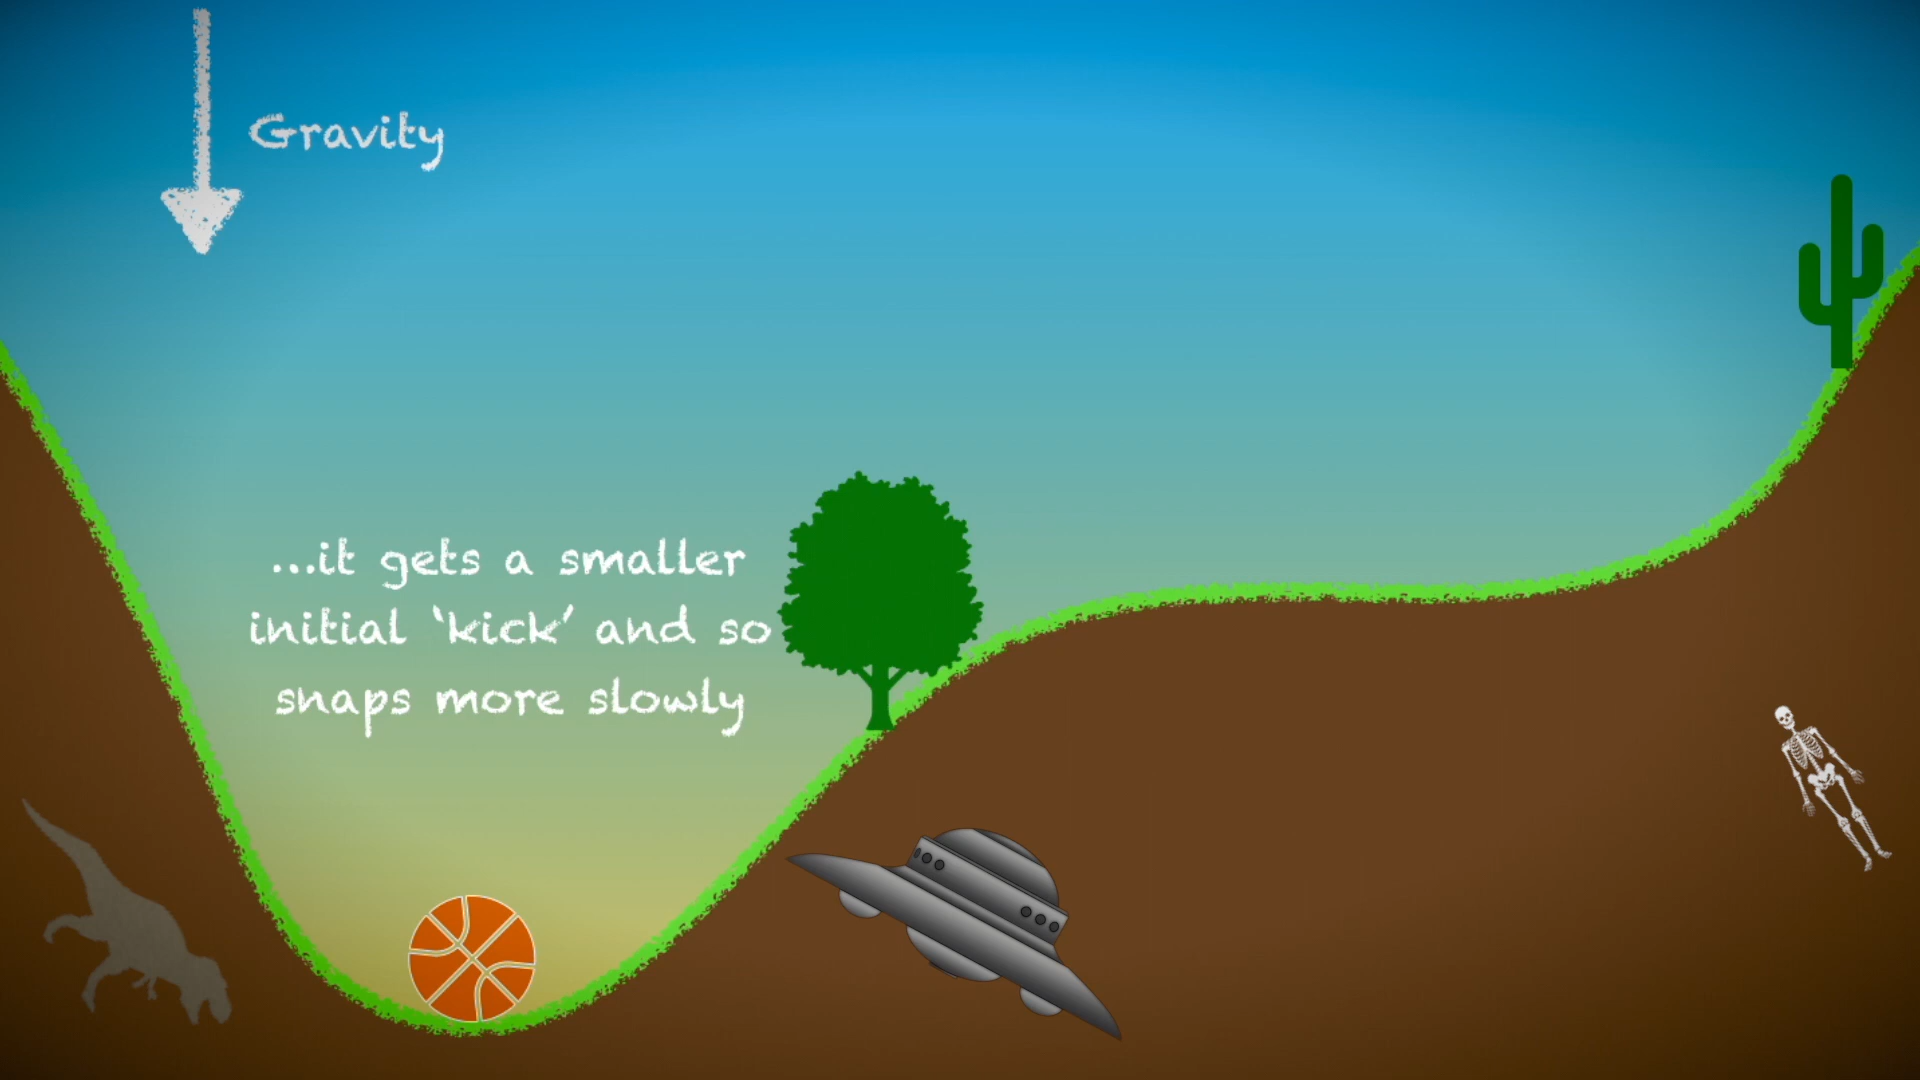 Gravity
...it gets a smaller
initial ‘kick’ and so
snaps more slowly